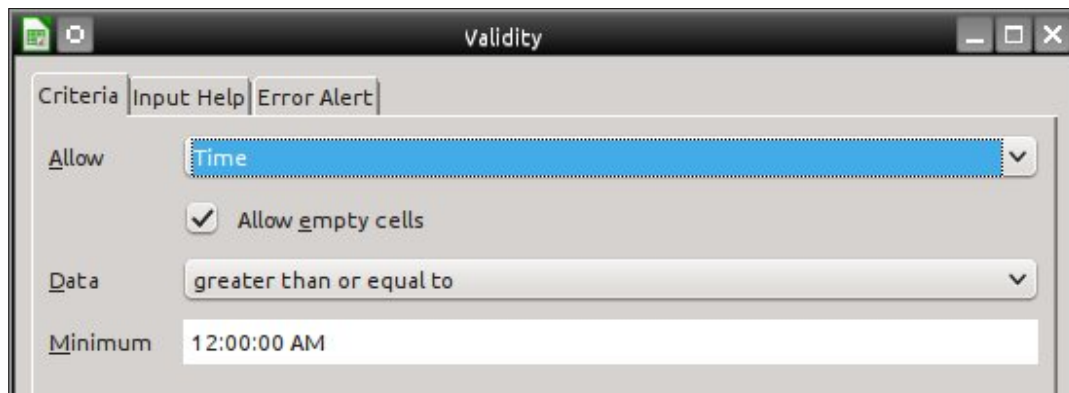 Validity
Criteria Input Help Error Alert
Allow Time
Allow empty cells
Data greater than or equal to
Minimum 12:00:00 AM